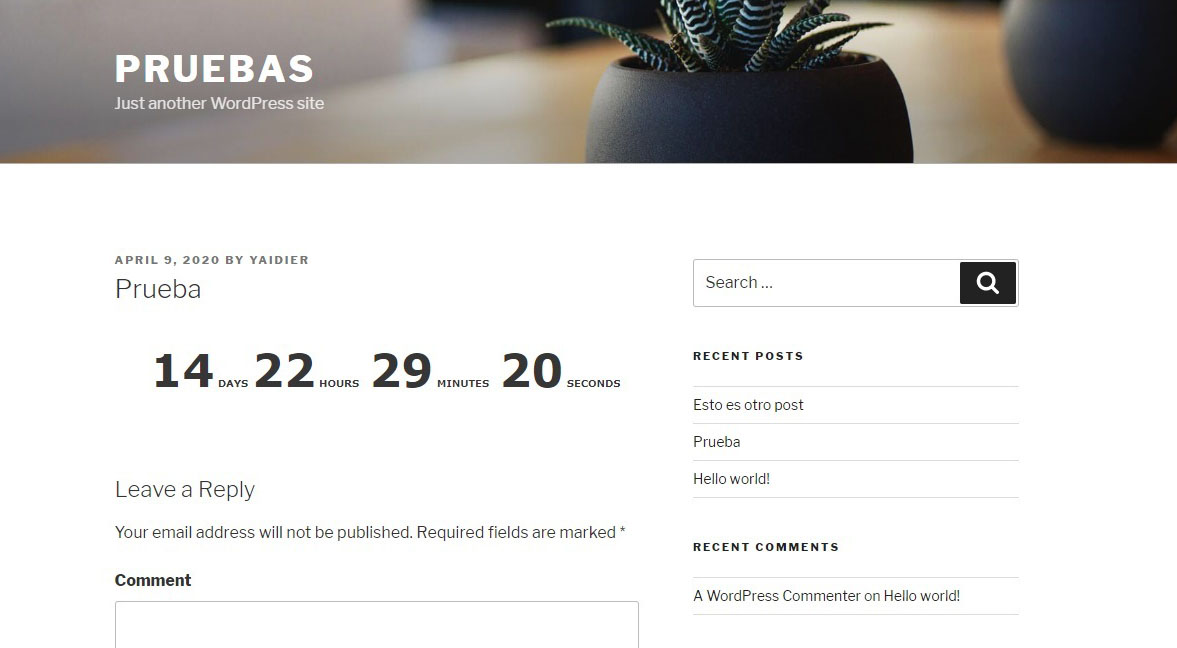 PRUEBAS
Just another WordPress site
APRIL 9, 2020 BY YAIDIER
Prueba
14 DAYS 22 HOURS 29 MINUTES 20 SECONDS
Leave a Reply
Your email address will not be published. Required fields are marked *
Comment
Search ...
RECENT POSTS
Esto es otro post
Prueba
Hello world!
RECENT COMMENTS
A WordPress Commenter on Hello world!